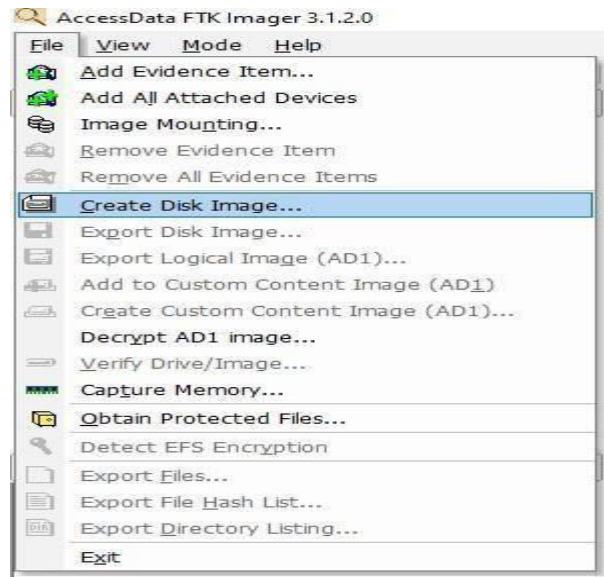 AccessData FTK Imager 3.1.2.0
File View Mode Help
Add Evidence Item...
Add All Attached Devices
Image Mounting...
Remove Evidence Item
Remove All Evidence Items
Create Disk Image...
Export Disk Image...
Export Logical Image (AD1)...
Add to Custom Content Image (AD1)
Create Custom Content Image (AD1)...
Decrypt AD1 image...
Verify Drive/Image...
Capture Memory...
Obtain Protected Files...
Detect EFS Encryption
Export Files...
Export File Hash List...
Export Directory Listing...
Exit